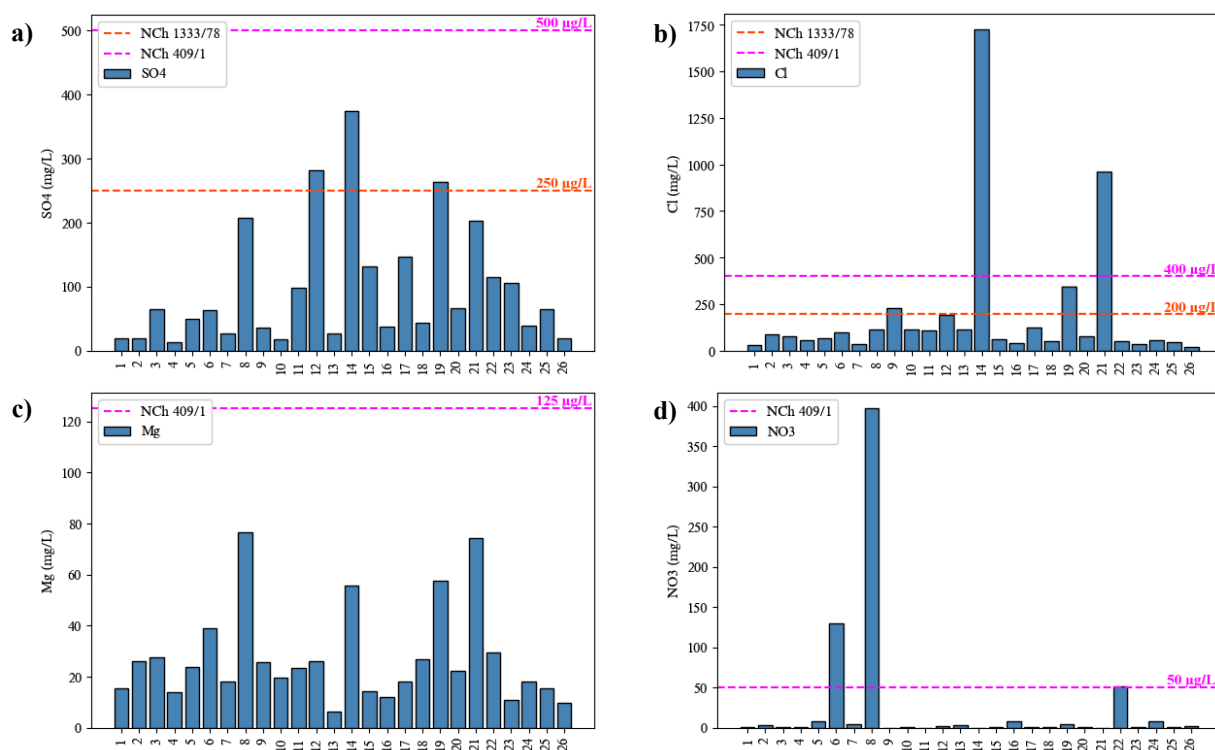 a)
NCh 1333/78
NCh 409/1
SO4
500 µg/L
250 µg/L
SO4 (mg/L)
500
400
300
200
100
0
1 2 3 4 5 6 7 8 9 10 11 12 13 14 15 16 17 18 19 20 21 22 23 24 25 26
b)
NCh 1333/78
NCh 409/1
Cl
400 µg/L
200 µg/L
Cl (mg/L)
1750
1500
1250
1000
750
500
250
0
1 2 3 4 5 6 7 8 9 10 11 12 13 14 15 16 17 18 19 20 21 22 23 24 25 26
c)
NCh 409/1
Mg
125 µg/L
Mg (mg/L)
120
100
80
60
40
20
0
1 2 3 4 5 6 7 8 9 10 11 12 13 14 15 16 17 18 19 20 21 22 23 24 25 26
d)
NCh 409/1
NO3
50 µg/L
NO3 (mg/L)
400
350
300
250
200
150
100
50
0
1 2 3 4 5 6 7 8 9 10 11 12 13 14 15 16 17 18 19 20 21 22 23 24 25 26